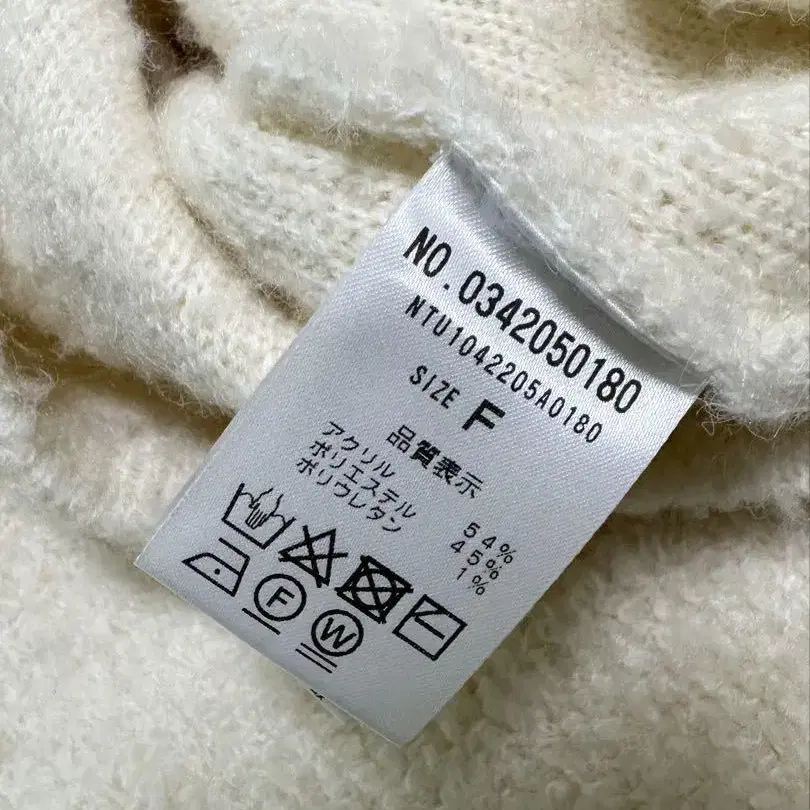 NO.0342050180
NTU1042205A0180
SIZE F
品質表示
アクリル 54%
ポリエステル 45%
ポリウレタン 1%
F
W